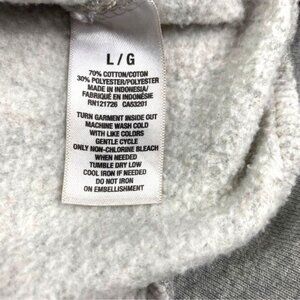 L / G
70% COTTON/COTON
30% POLYESTER/POLYESTER
MADE IN INDONESIA/
FABRIQUÉ EN INDONÉSIE
RN121726 CA53201
TURN GARMENT INSIDE OUT
MACHINE WASH COLD
WITH LIKE COLORS
GENTLE CYCLE
ONLY NON-CHLORINE BLEACH
WHEN NEEDED
TUMBLE DRY LOW
COOL IRON IF NEEDED
DO NOT IRON
ON EMBELLISHMENT